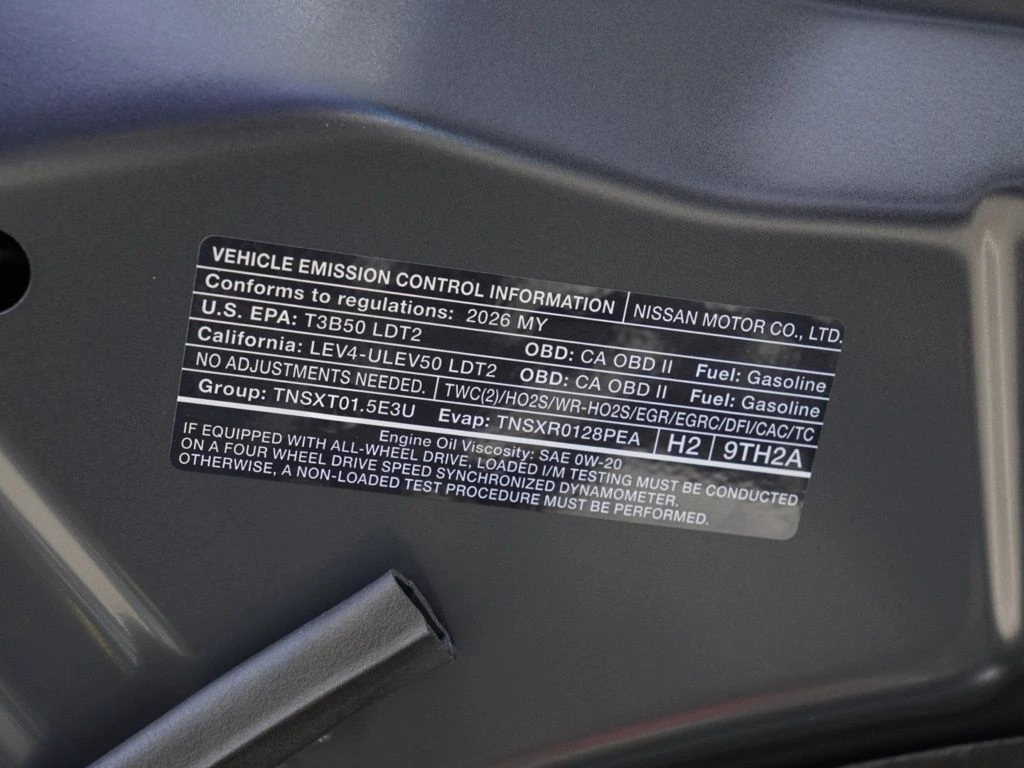 VEHICLE EMISSION CONTROL INFORMATION NISSAN MOTOR CO., LTD.
Conforms to regulations: 2026 MY
U.S. EPA: T3B50 LDT2 OBD: CA OBD II Fuel: Gasoline
California: LEV4-ULEV50 LDT2 OBD: CA OBD II Fuel: Gasoline
NO ADJUSTMENTS NEEDED. TWC(2)/HO2S/WR-HO2S/EGR/EGRC/DFI/CAC/TC
Group: TNSXT01.5E3U Evap: TNSXR0128PEA H2 9TH2A
Engine Oil Viscosity: SAE 0W-20
IF EQUIPPED WITH ALL-WHEEL DRIVE, LOADED I/M TESTING MUST BE CONDUCTED
ON A FOUR WHEEL DRIVE SPEED SYNCHRONIZED DYNAMOMETER.
OTHERWISE, A NON-LOADED TEST PROCEDURE MUST BE PERFORMED.